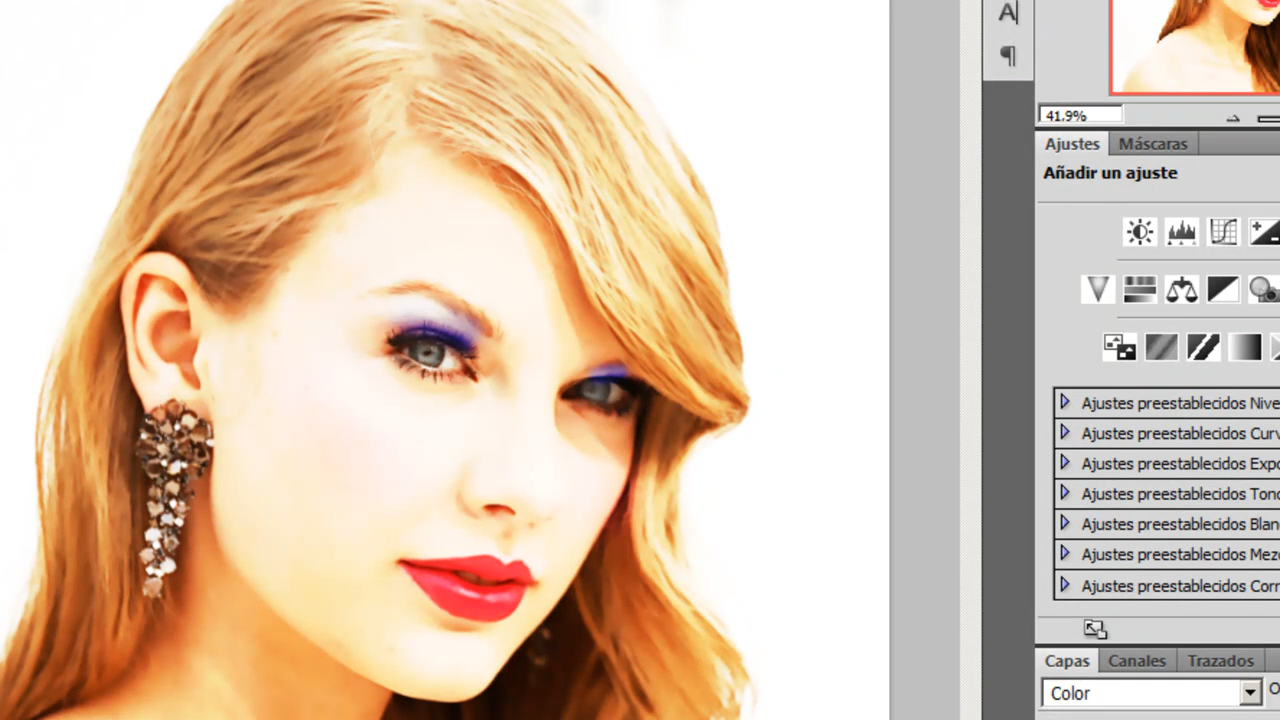 A
41.9%
Ajustes Máscaras
Añadir un ajuste
Ajustes preestablecidos Nive
Ajustes preestablecidos Curv
Ajustes preestablecidos Expo
Ajustes preestablecidos Tono
Ajustes preestablecidos Blan
Ajustes preestablecidos Mezc
Ajustes preestablecidos Corr
Capas Canales Trazados
Color O